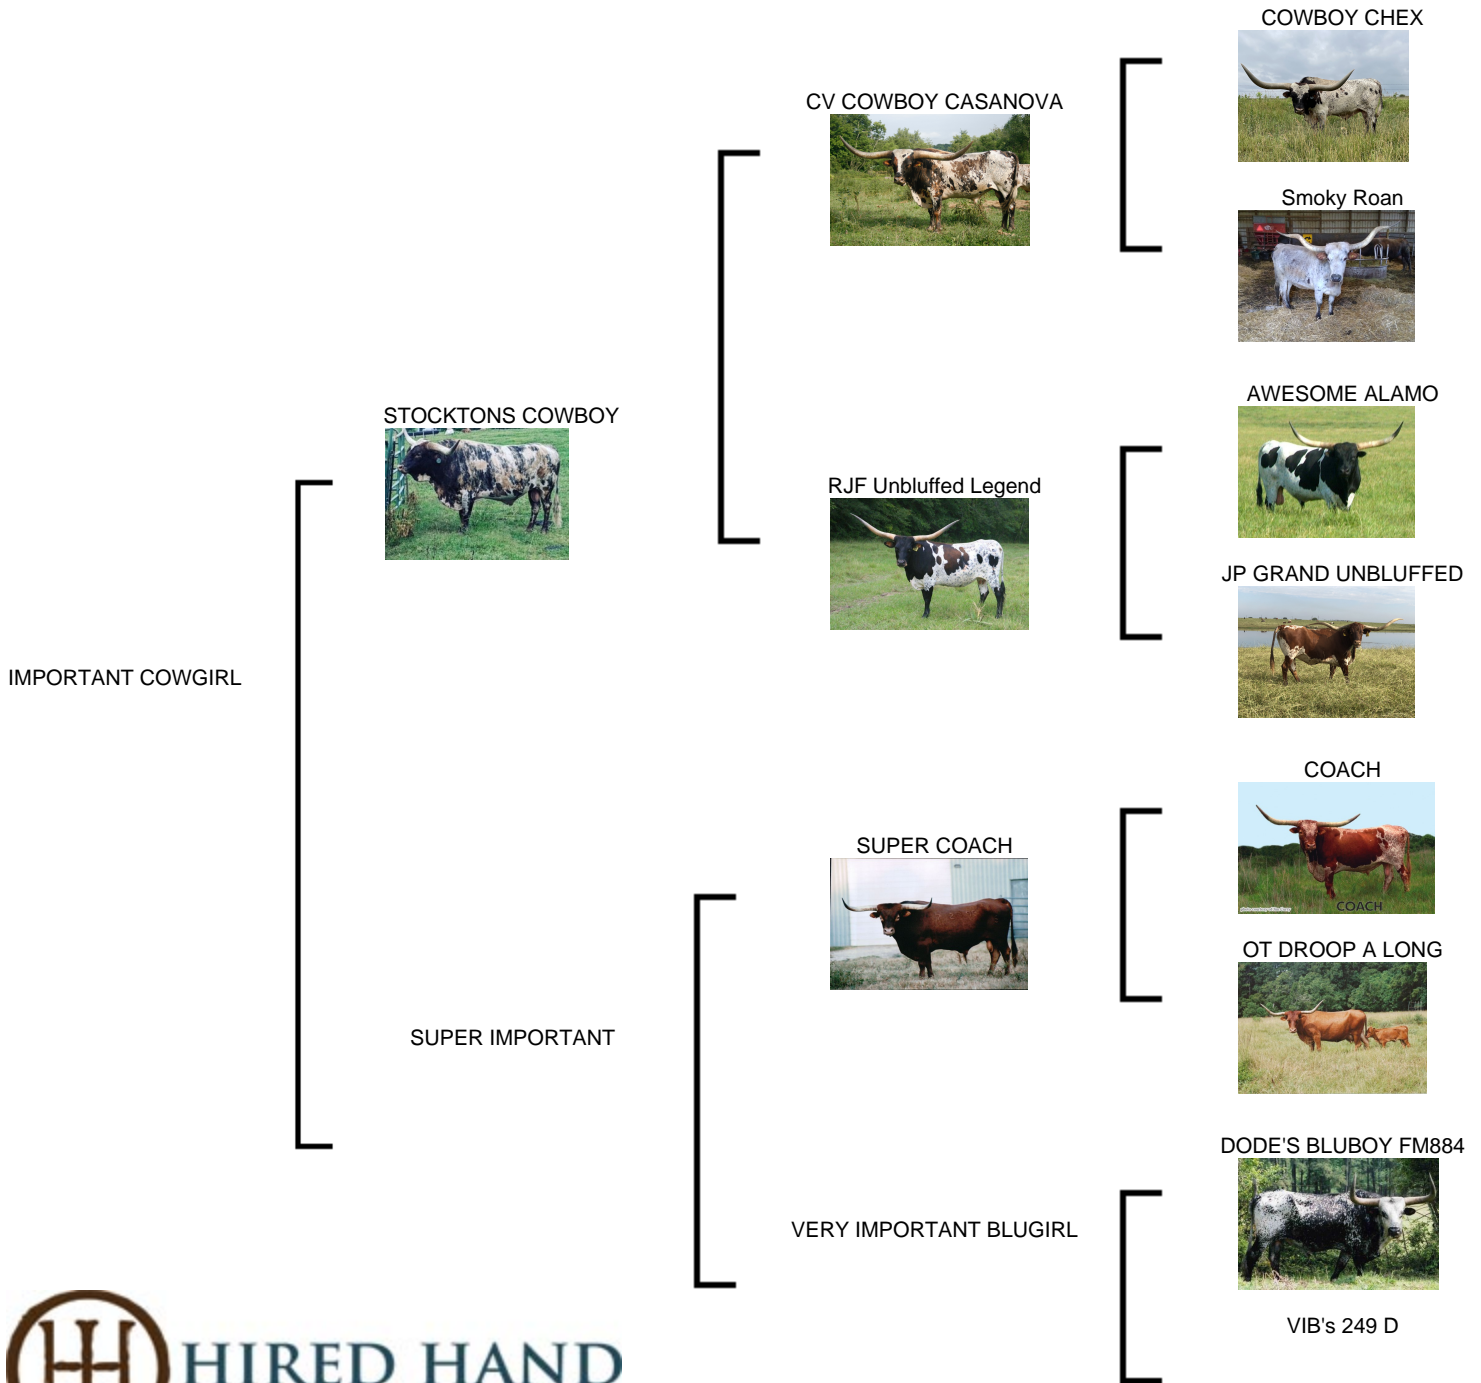 COWBOY CHEX
CV COWBOY CASANOVA
Smoky Roan
AWESOME ALAMO
STOCKTONS COWBOY
RJF Unbluffed Legend
JP GRAND UNBLUFFED
IMPORTANT COWGIRL
COACH
SUPER COACH
COACH
OT DROOP A LONG
SUPER IMPORTANT
DODE'S BLUBOY FM884
VERY IMPORTANT BLUGIRL
VIB's 249 D
HIRED HAND